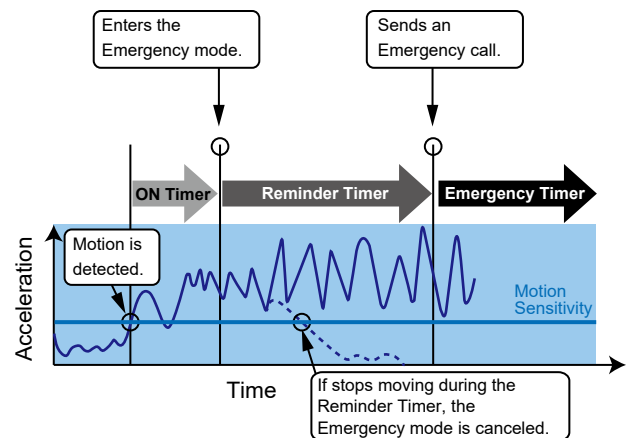 Enters the
Emergency mode.
Sends an
Emergency call.
ON Timer
Reminder Timer
Emergency Timer
Motion is
detected.
Motion
Sensitivity
Acceleration
Time
If stops moving during the
Reminder Timer, the
Emergency mode is canceled.